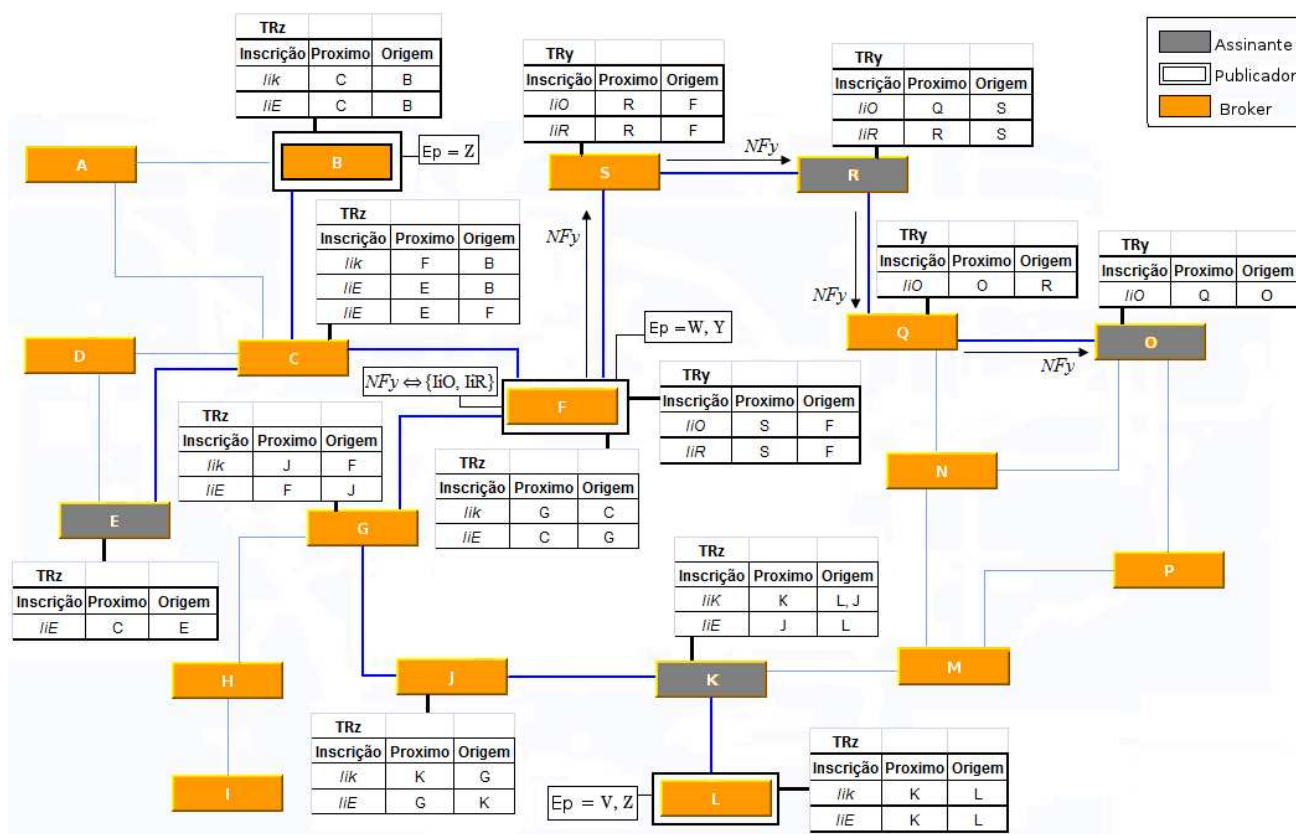 TRz
Inscrição Proximo Origem
Iik C B
IiE C B
TRy
Inscrição Proximo Origem
IiO R F
IiR R F
TRy
Inscrição Proximo Origem
IiO Q S
IiR R S
Assinante
Publicador
Broker
A
B
Ep = Z
S
NFy
R
TRz
Inscrição Proximo Origem
Iik F B
IiE E B
IiE E F
NFy
TRy
Inscrição Proximo Origem
IiO O R
TRy
Inscrição Proximo Origem
IiO Q O
NFy
Ep = W, Y
Q
O
NFy
D
C
NFy ⇔ {IiO, IiR}
F
TRy
Inscrição Proximo Origem
IiO S F
IiR S F
TRz
Inscrição Proximo Origem
Iik J F
IiE F J
TRz
Inscrição Proximo Origem
Iik G C
IiE C G
N
E
G
TRz
Inscrição Proximo Origem
IiE C E
TRz
Inscrição Proximo Origem
IiK K L, J
IiE J L
P
H
J
K
M
TRz
Inscrição Proximo Origem
Iik K G
IiE G K
I
Ep = V, Z
L
TRz
Inscrição Proximo Origem
Iik K L
IiE K L